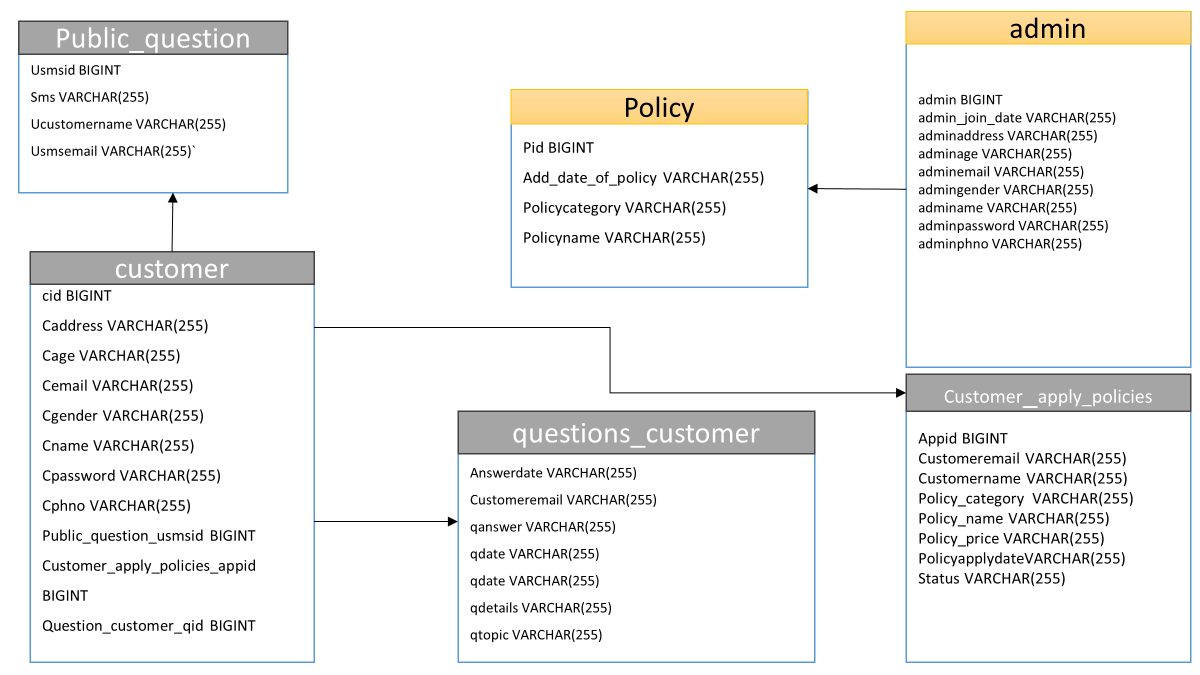 Public_question
Usmsid BIGINT
Sms VARCHAR(255)
Ucustomername VARCHAR(255)
Usmsemail VARCHAR(255)`
customer
cid BIGINT
Caddress VARCHAR(255)
Cage VARCHAR(255)
Cemail VARCHAR(255)
Cgender VARCHAR(255)
Cname VARCHAR(255)
Cpassword VARCHAR(255)
Cphno VARCHAR(255)
Public_question_usmsid BIGINT
Customer_apply_policies_appid
BIGINT
Question_customer_qid BIGINT
Policy
Pid BIGINT
Add_date_of_policy VARCHAR(255)
Policycategory VARCHAR(255)
Policyname VARCHAR(255)
questions_customer
Answerdate VARCHAR(255)
Customeremail VARCHAR(255)
qanswer VARCHAR(255)
qdate VARCHAR(255)
qdate VARCHAR(255)
qdetails VARCHAR(255)
qtopic VARCHAR(255)
admin
admin BIGINT
admin_join_date VARCHAR(255)
adminaddress VARCHAR(255)
adminage VARCHAR(255)
adminemail VARCHAR(255)
admingender VARCHAR(255)
adminame VARCHAR(255)
adminpassword VARCHAR(255)
adminphno VARCHAR(255)
Customer_apply_policies
Appid BIGINT
Customeremail VARCHAR(255)
Customername VARCHAR(255)
Policy_category VARCHAR(255)
Policy_name VARCHAR(255)
Policy_price VARCHAR(255)
PolicyapplydateVARCHAR(255)
Status VARCHAR(255)